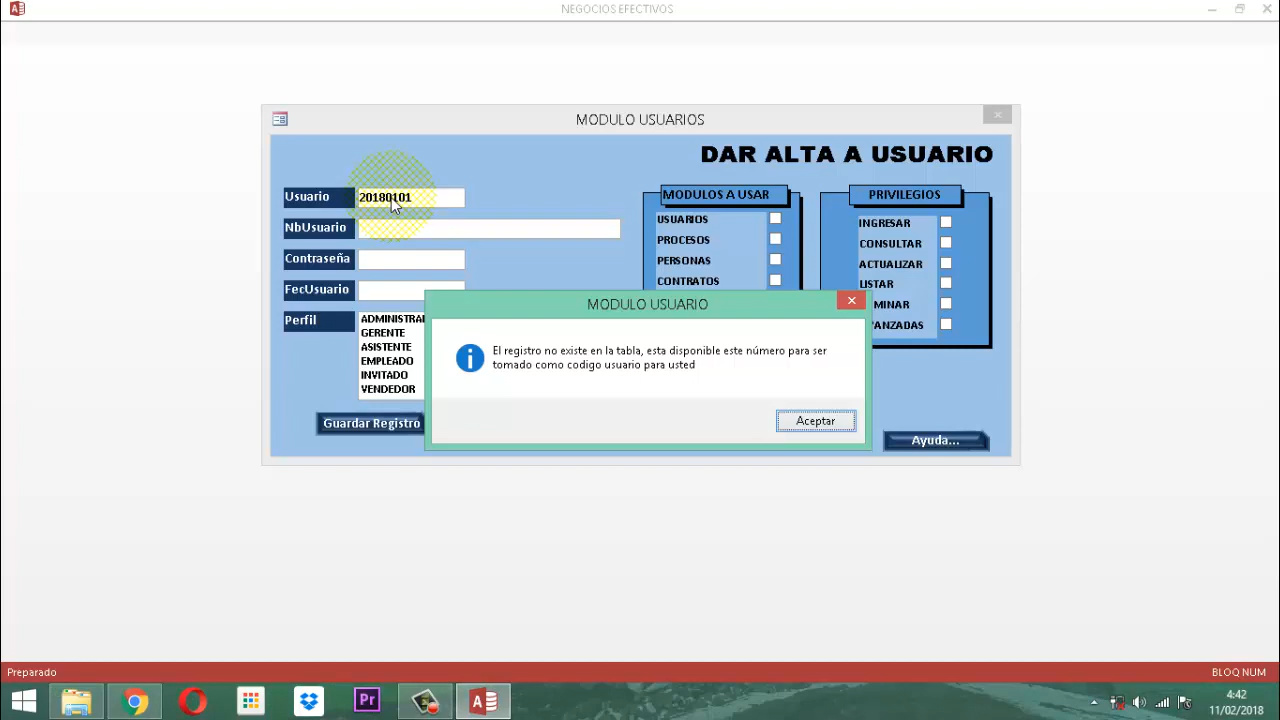 NEGOCIOS EFECTIVOS
MODULO USUARIOS
DAR ALTA A USUARIO
Usuario 20180101
NbUsuario
Contraseña
FecUsuario
Perfil
ADMINISTRA
GERENTE
ASISTENTE
EMPLEADO
INVITADO
VENDEDOR
Guardar Registro
MODULOS A USAR
USUARIOS
PROCESOS
PERSONAS
CONTRATOS
PRIVILEGIOS
INGRESAR
CONSULTAR
ACTUALIZAR
LISTAR
MINAR
ANZADAS
MODULO USUARIO
El registro no existe en la tabla, esta disponible este número para ser
tomado como codigo usuario para usted
Aceptar
Ayuda...
Preparado
BLOQ NUM
Pr
4:42
11/02/2018